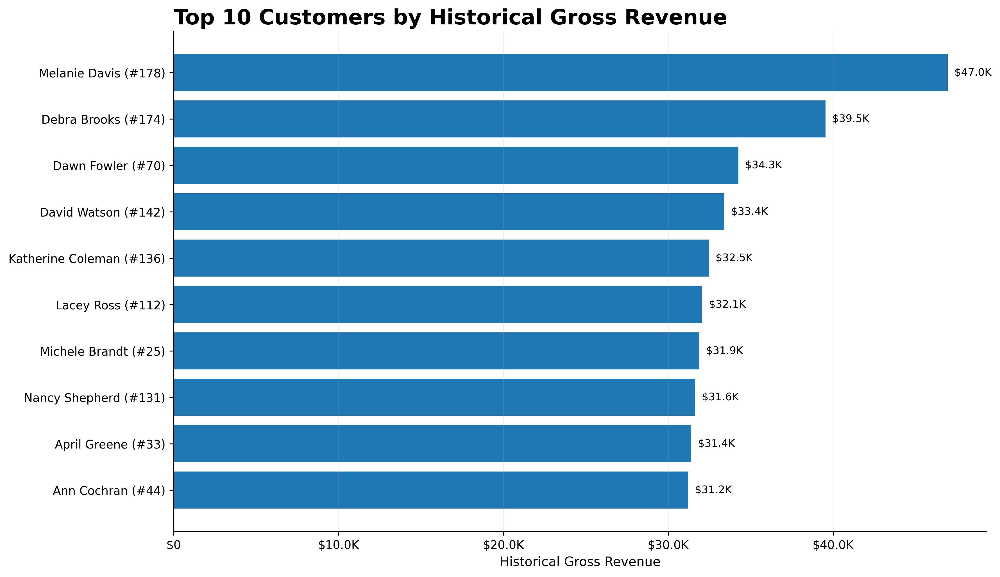 Top 10 Customers by Historical Gross Revenue
Melanie Davis (#178) $47.0K
Debra Brooks (#174) $39.5K
Dawn Fowler (#70) $34.3K
David Watson (#142) $33.4K
Katherine Coleman (#136) $32.5K
Lacey Ross (#112) $32.1K
Michele Brandt (#25) $31.9K
Nancy Shepherd (#131) $31.6K
April Greene (#33) $31.4K
Ann Cochran (#44) $31.2K
$0 $10.0K $20.0K $30.0K $40.0K
Historical Gross Revenue